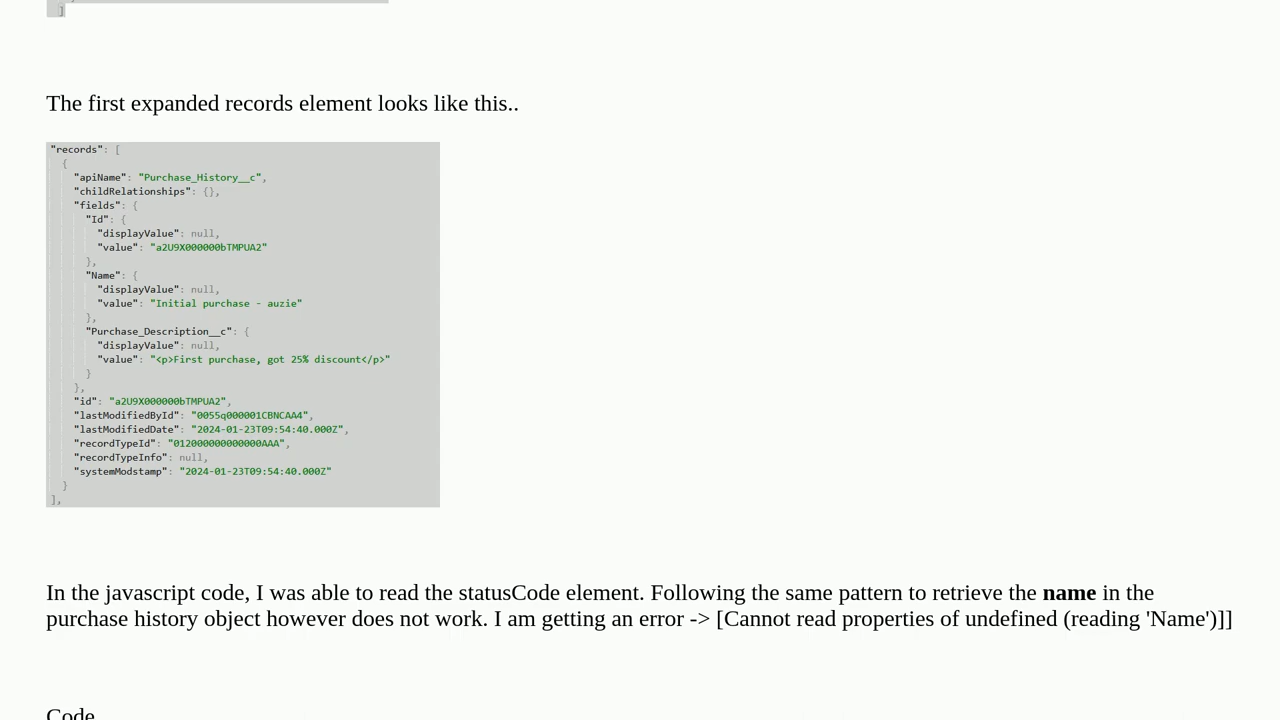 ]
The first expanded records element looks like this..
"records": [
{
"apiName": "Purchase_History__c",
"childRelationships": {},
"fields": {
"Id": {
"displayValue": null,
"value": "a2U9X000000bTMPUA2"
},
"Name": {
"displayValue": null,
"value": "Initial purchase - auzie"
},
"Purchase_Description__c": {
"displayValue": null,
"value": "<p>First purchase, got 25% discount</p>"
}
},
"id": "a2U9X000000bTMPUA2",
"lastModifiedById": "0055q000001CBNCAA4",
"lastModifiedDate": "2024-01-23T09:54:40.000Z",
"recordTypeId": "012000000000000AAA",
"recordTypeInfo": null,
"systemModstamp": "2024-01-23T09:54:40.000Z"
}
],
In the javascript code, I was able to read the statusCode element. Following the same pattern to retrieve the name in the
purchase history object however does not work. I am getting an error -> [Cannot read properties of undefined (reading 'Name')]]
Code